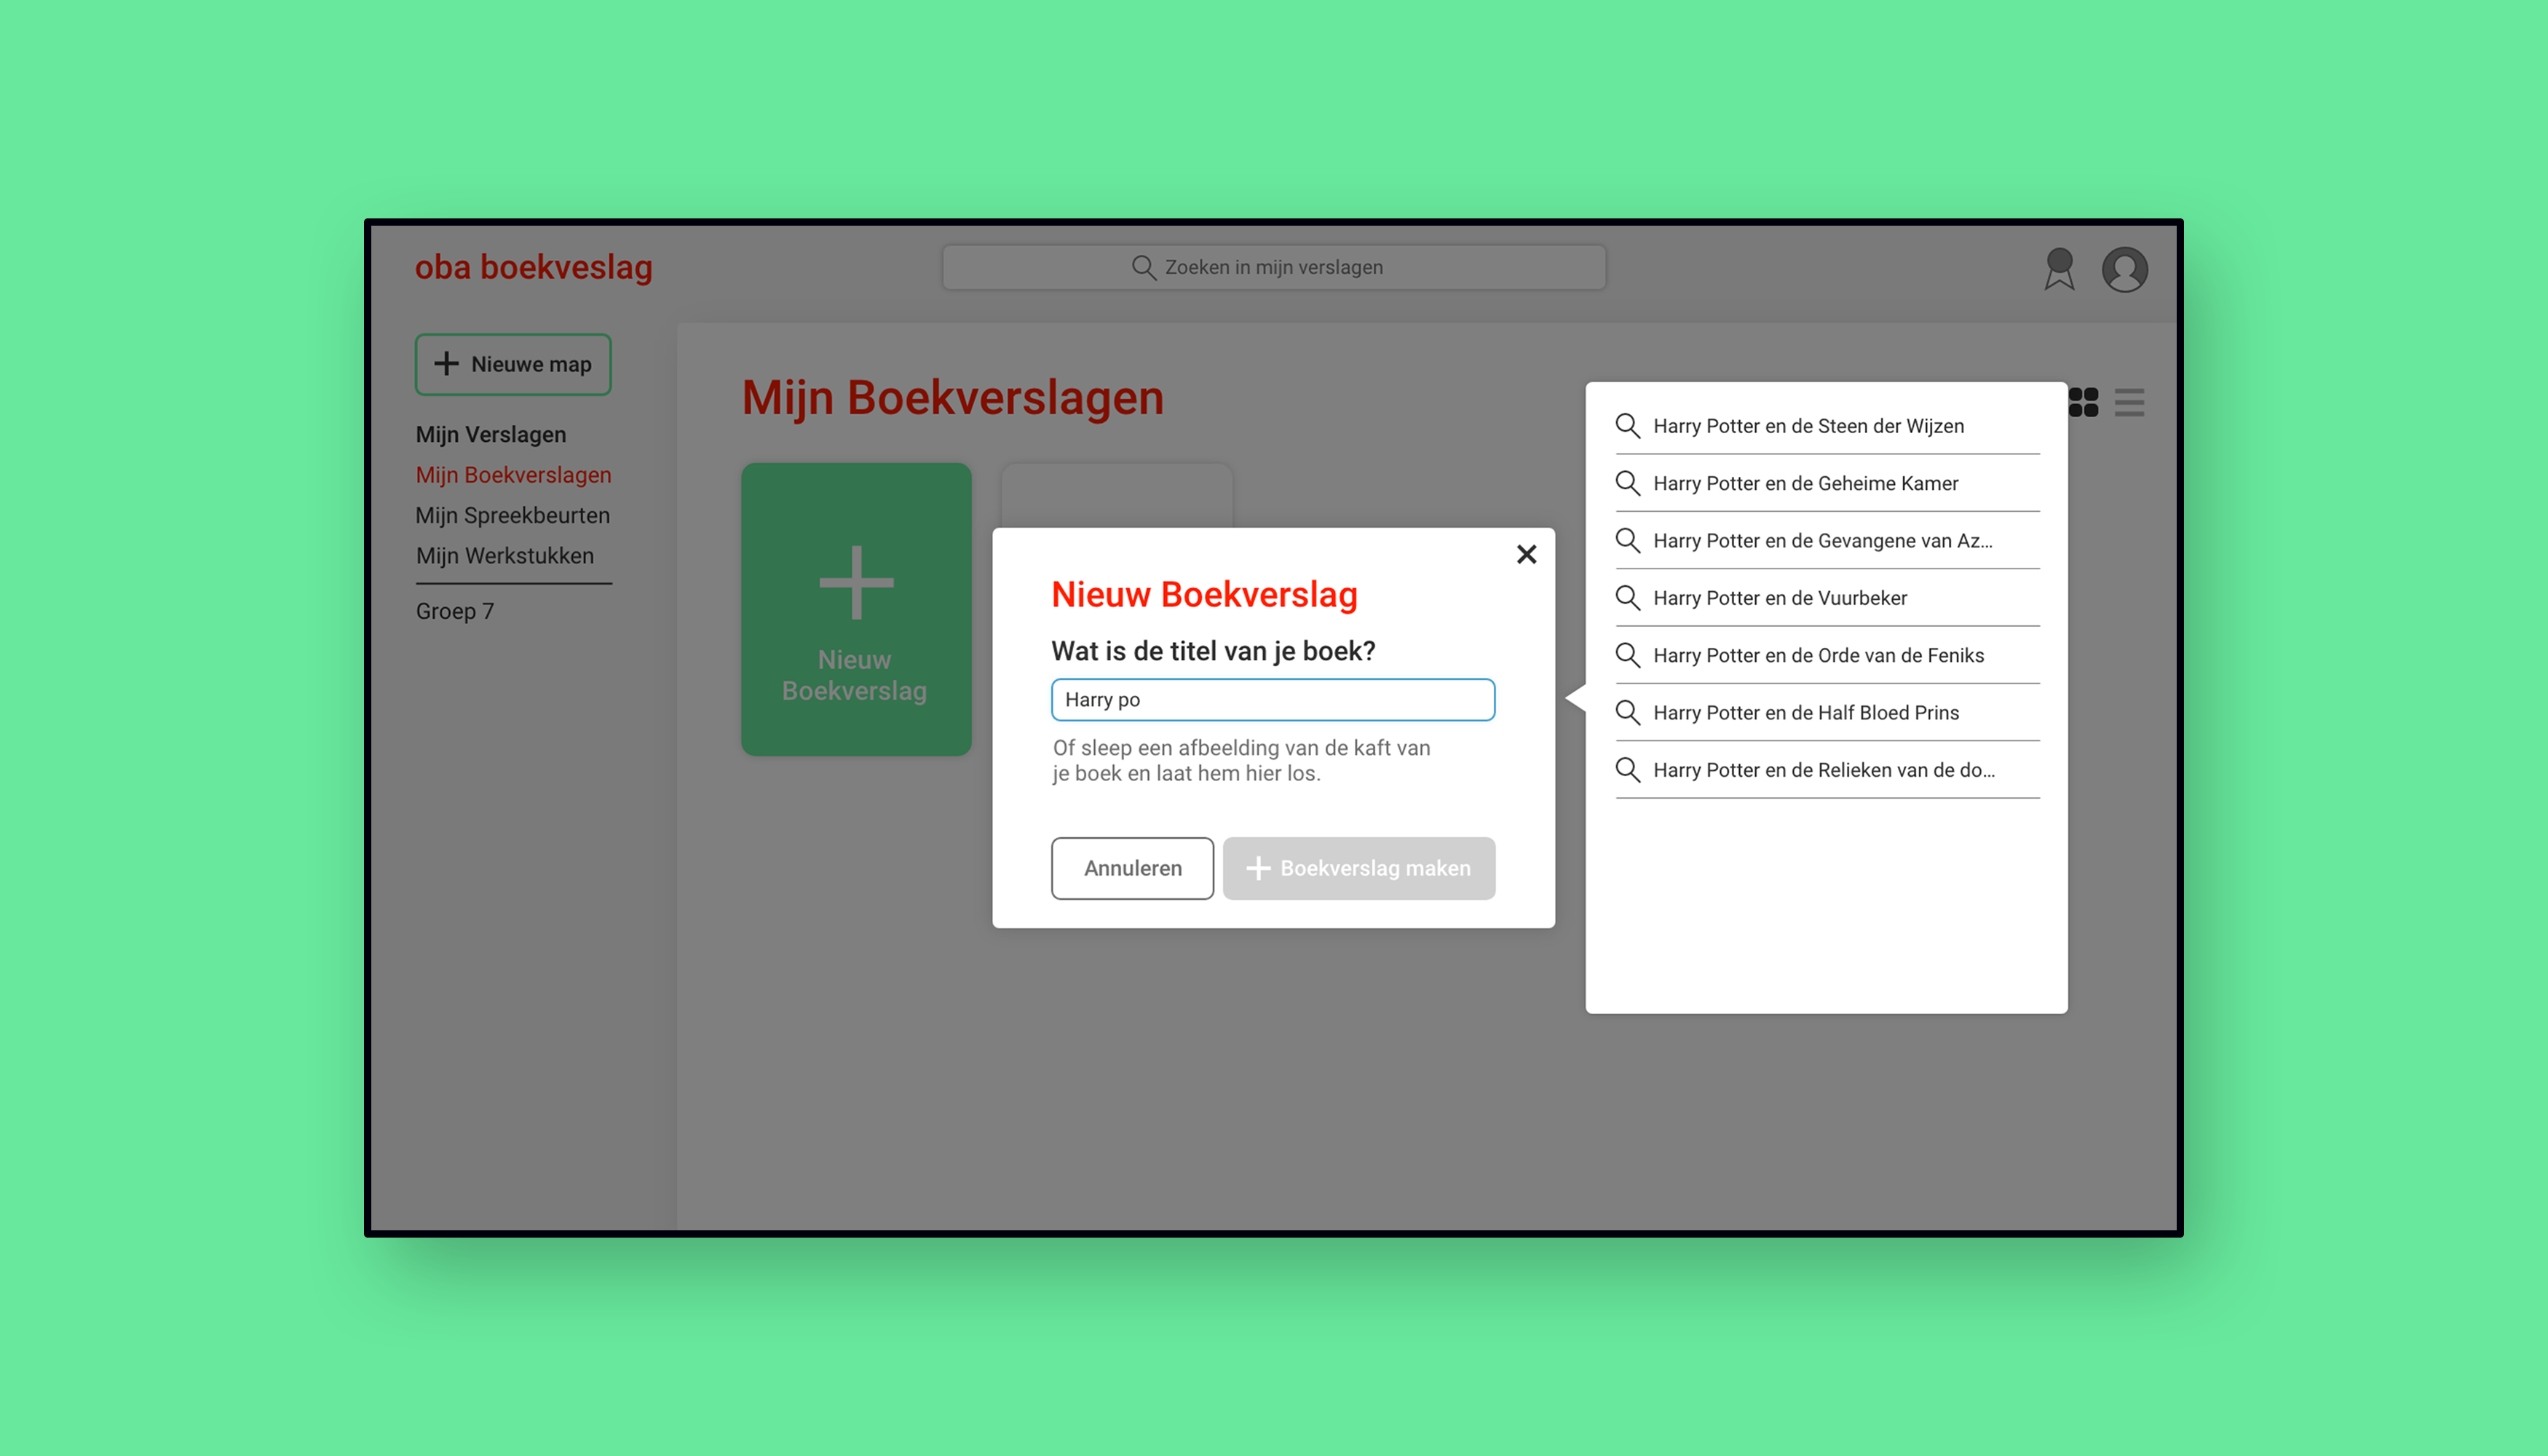 oba boekveslag
Zoeken in mijn verslagen
Nieuwe map
Mijn Verslagen
Mijn Boekverslagen
Mijn Spreekbeurten
Mijn Werkstukken
Groep 7
Mijn Boekverslagen
Nieuw
Boekverslag
Nieuw Boekverslag
Wat is de titel van je boek?
Harry po
Of sleep een afbeelding van de kaft van
je boek en laat hem hier los.
Annuleren
Boekverslag maken
Harry Potter en de Steen der Wijzen
Harry Potter en de Geheime Kamer
Harry Potter en de Gevangene van Az...
Harry Potter en de Vuurbeker
Harry Potter en de Orde van de Feniks
Harry Potter en de Half Bloed Prins
Harry Potter en de Relieken van de do...